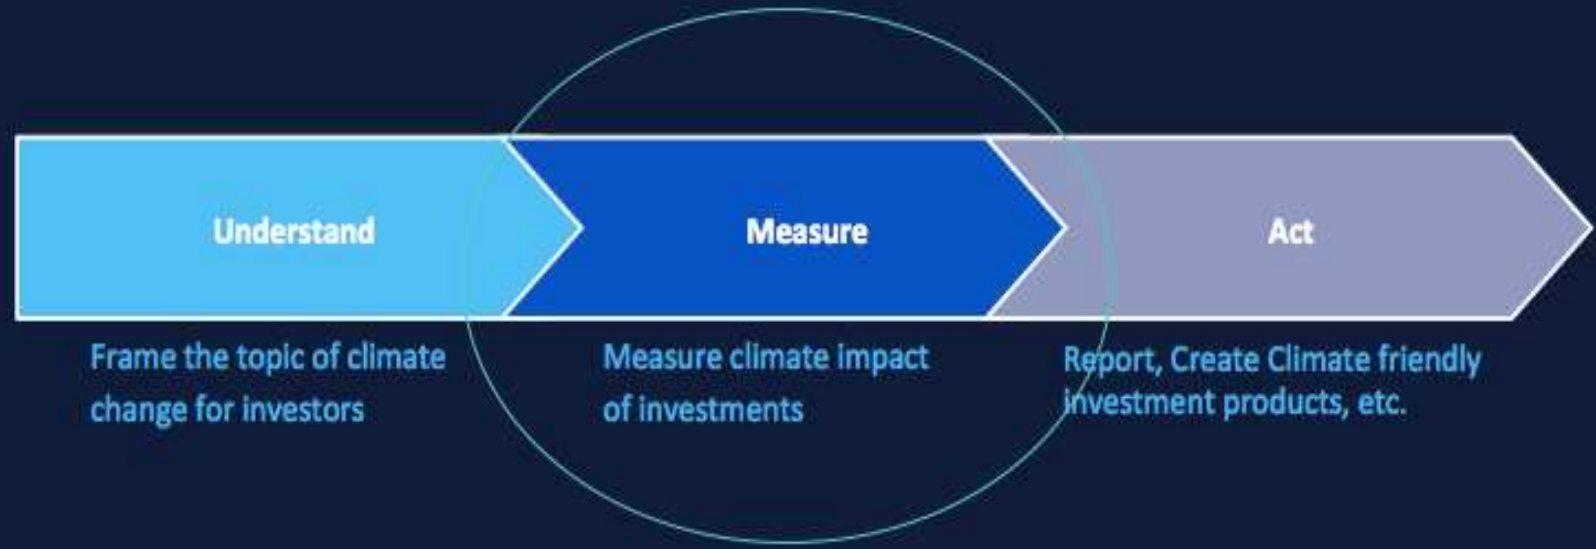 Understand
Measure
Act
Frame the topic of climate
change for investors
Measure climate impact
of investments
Report, Create Climate friendly
investment products, etc.